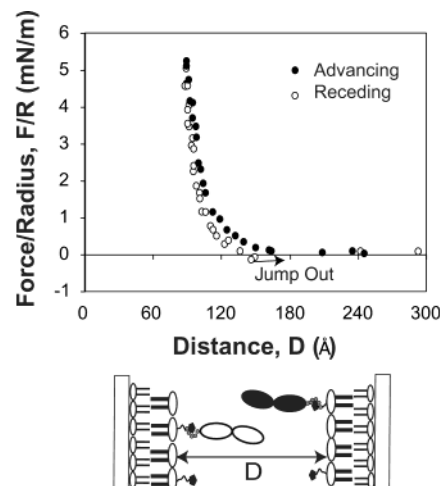 Force/Radius, F/R (mN/m)
6
5
4
3
2
1
0
-1
Advancing
Receding
Jump Out
0 60 120 180 240 300
Distance, D (Å)
D